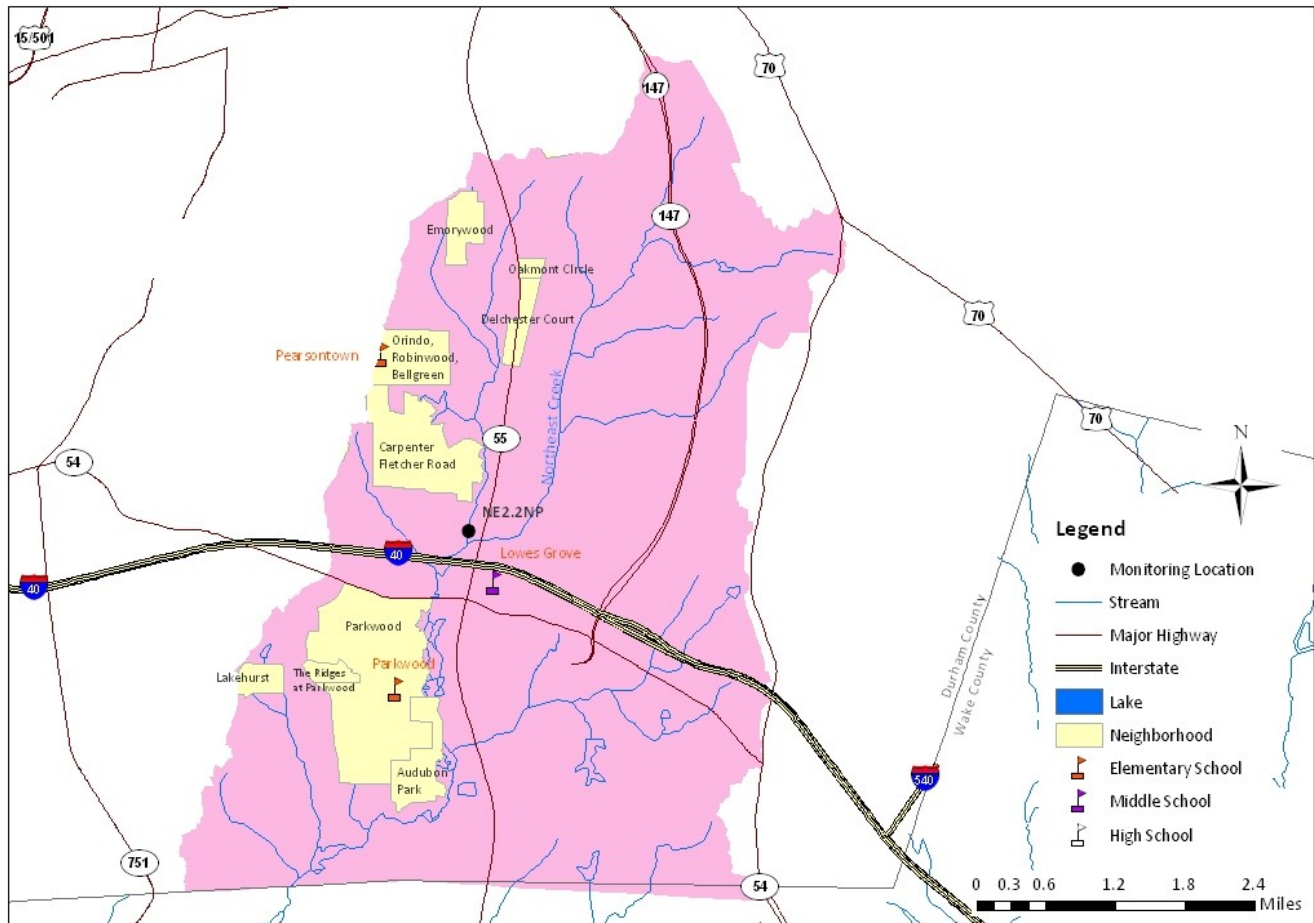 15/501
147
70
147
Emorywood
Oakmont Circle
Delchester Court
70
Pearsontown
Orindo,
Robinwood,
Bellgreen
Northeast Creek
70
55
54
Carpenter
Fletcher Road
N
NE2.2NP
40
Lowes Grove
40
Parkwood
Parkwood
Lakehurst
The Ridges
at Parkwood
Durham County
Wake County
Audubon
Park
540
751
54
Legend
Monitoring Location
Stream
Major Highway
Interstate
Lake
Neighborhood
Elementary School
Middle School
High School
0 0.3 0.6 1.2 1.8 2.4
Miles